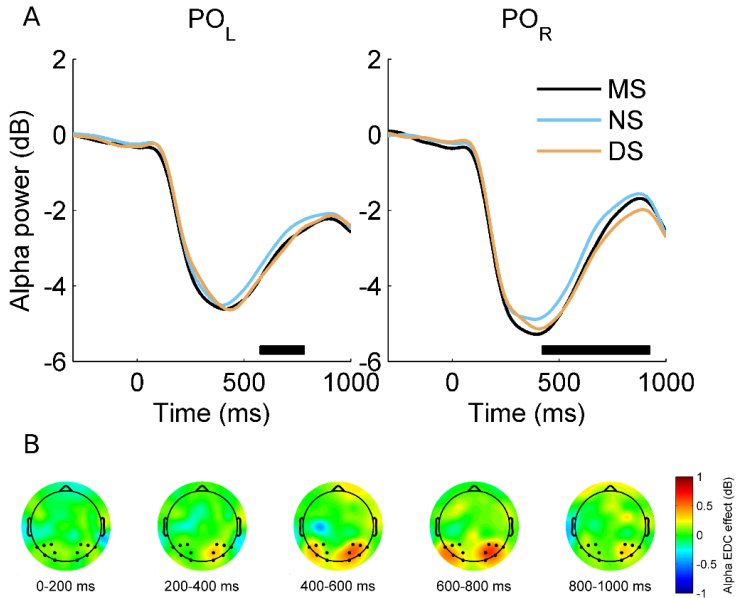 A
PO_L
PO_R
2
0
-2
-4
-6
Alpha power (dB)
0
500
1000
Time (ms)
2
0
-2
-4
-6
0
500
1000
Time (ms)
MS
NS
DS
B
0-200 ms
200-400 ms
400-600 ms
600-800 ms
800-1000 ms
1
0.5
0
-0.5
-1
Alpha EDC effect (dB)